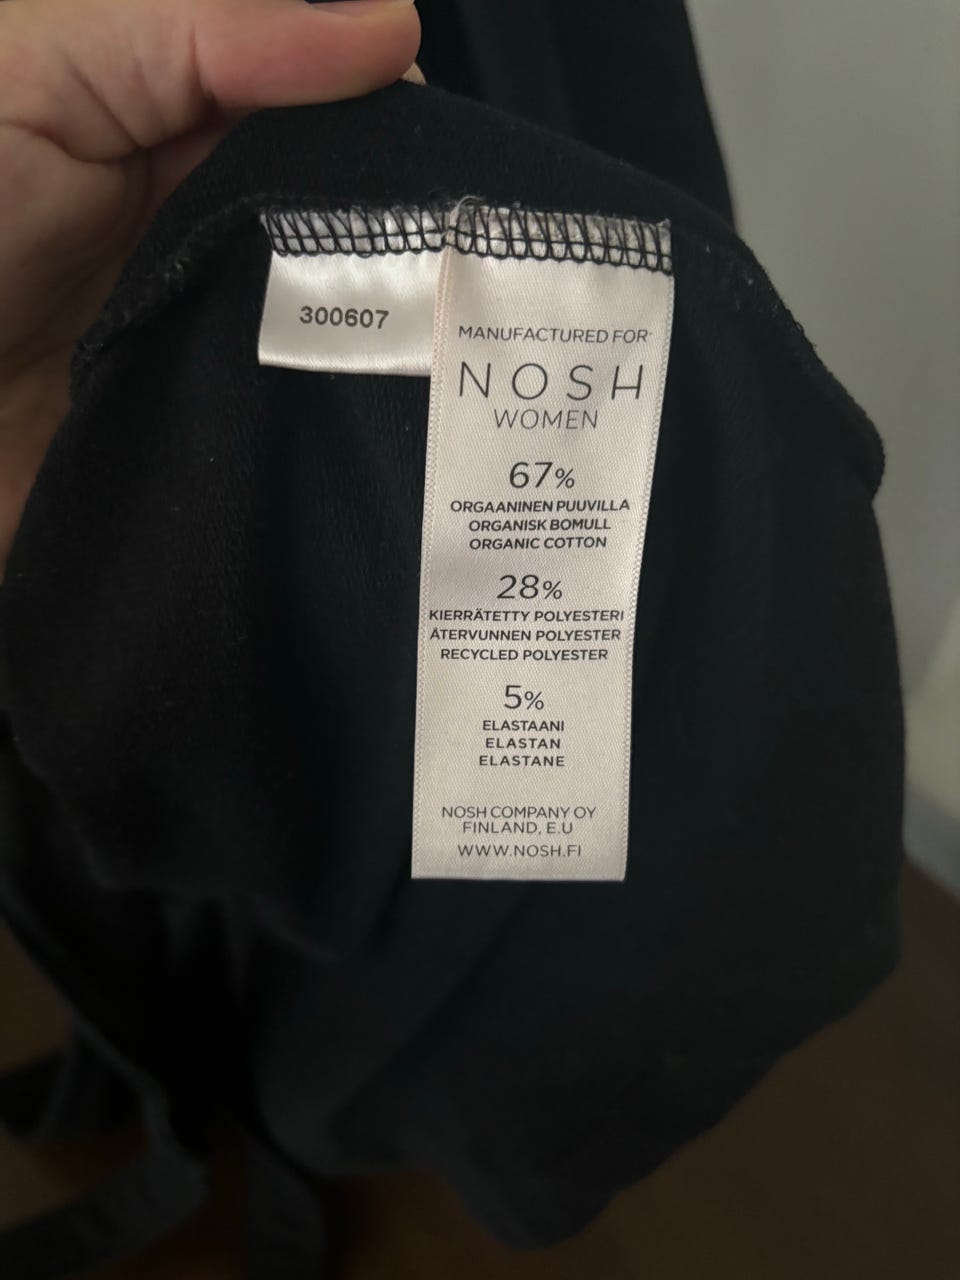 300607
MANUFACTURED FOR
NOSH
WOMEN
67%
ORGAANINEN PUUVILLA
ORGANISK BOMULL
ORGANIC COTTON
28%
KIERRÄTETTY POLYESTERI
ÅTERVUNNEN POLYESTER
RECYCLED POLYESTER
5%
ELASTAANI
ELASTAN
ELASTANE
NOSH COMPANY OY
FINLAND, E.U
WWW.NOSH.FI